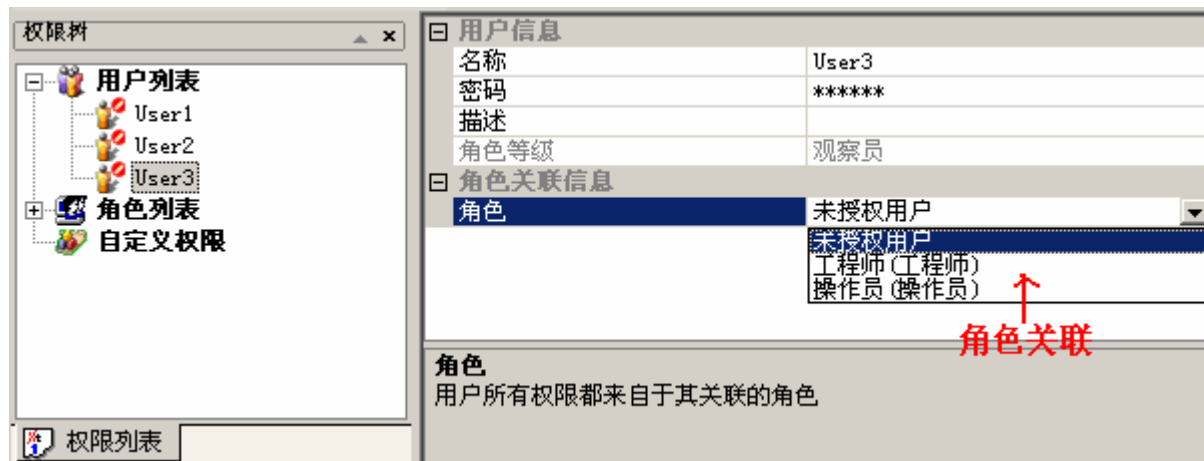 权限树
用户列表
User1
User2
User3
角色列表
自定义权限
权限列表
用户信息
名称 User3
密码 ******
描述
角色等级 观察员
角色关联信息
角色 未授权用户
未授权用户
工程师(工程师)
操作员(操作员)
角色关联
角色
用户所有权限都来自于其关联的角色